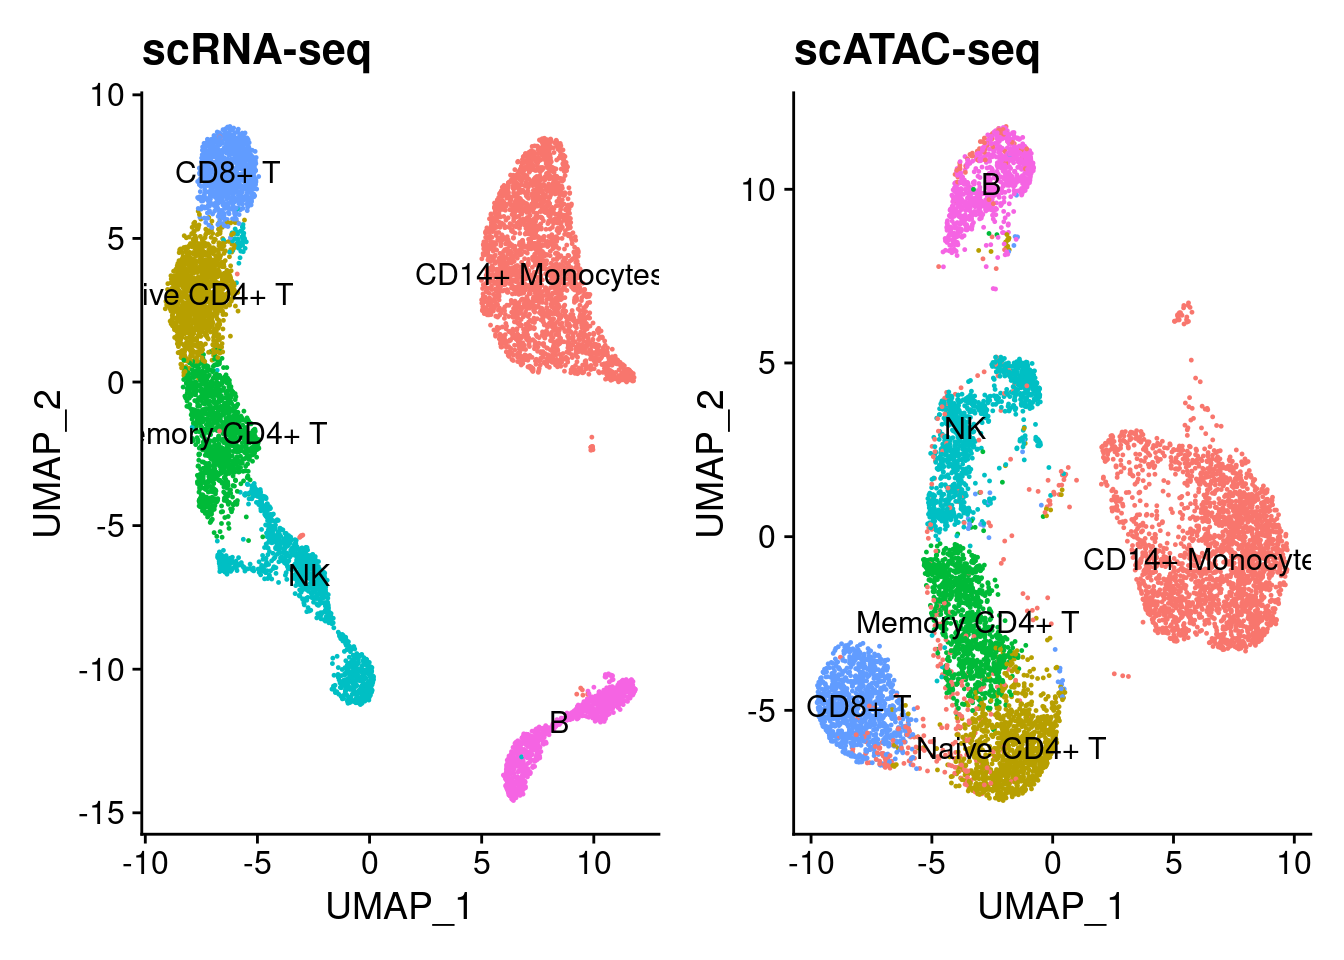 scRNA-seq
10
5
0
-5
-10
-15
UMAP_2
CD8+ T
ive CD4+ T
emory CD4+ T
NK
CD14+ Monocytes
B
-10 -5 0 5 10
UMAP_1
scATAC-seq
10
5
0
-5
UMAP_2
B
NK
CD14+ Monocyte
Memory CD4+ T
CD8+ T
Naive CD4+ T
-10 -5 0 5 10
UMAP_1